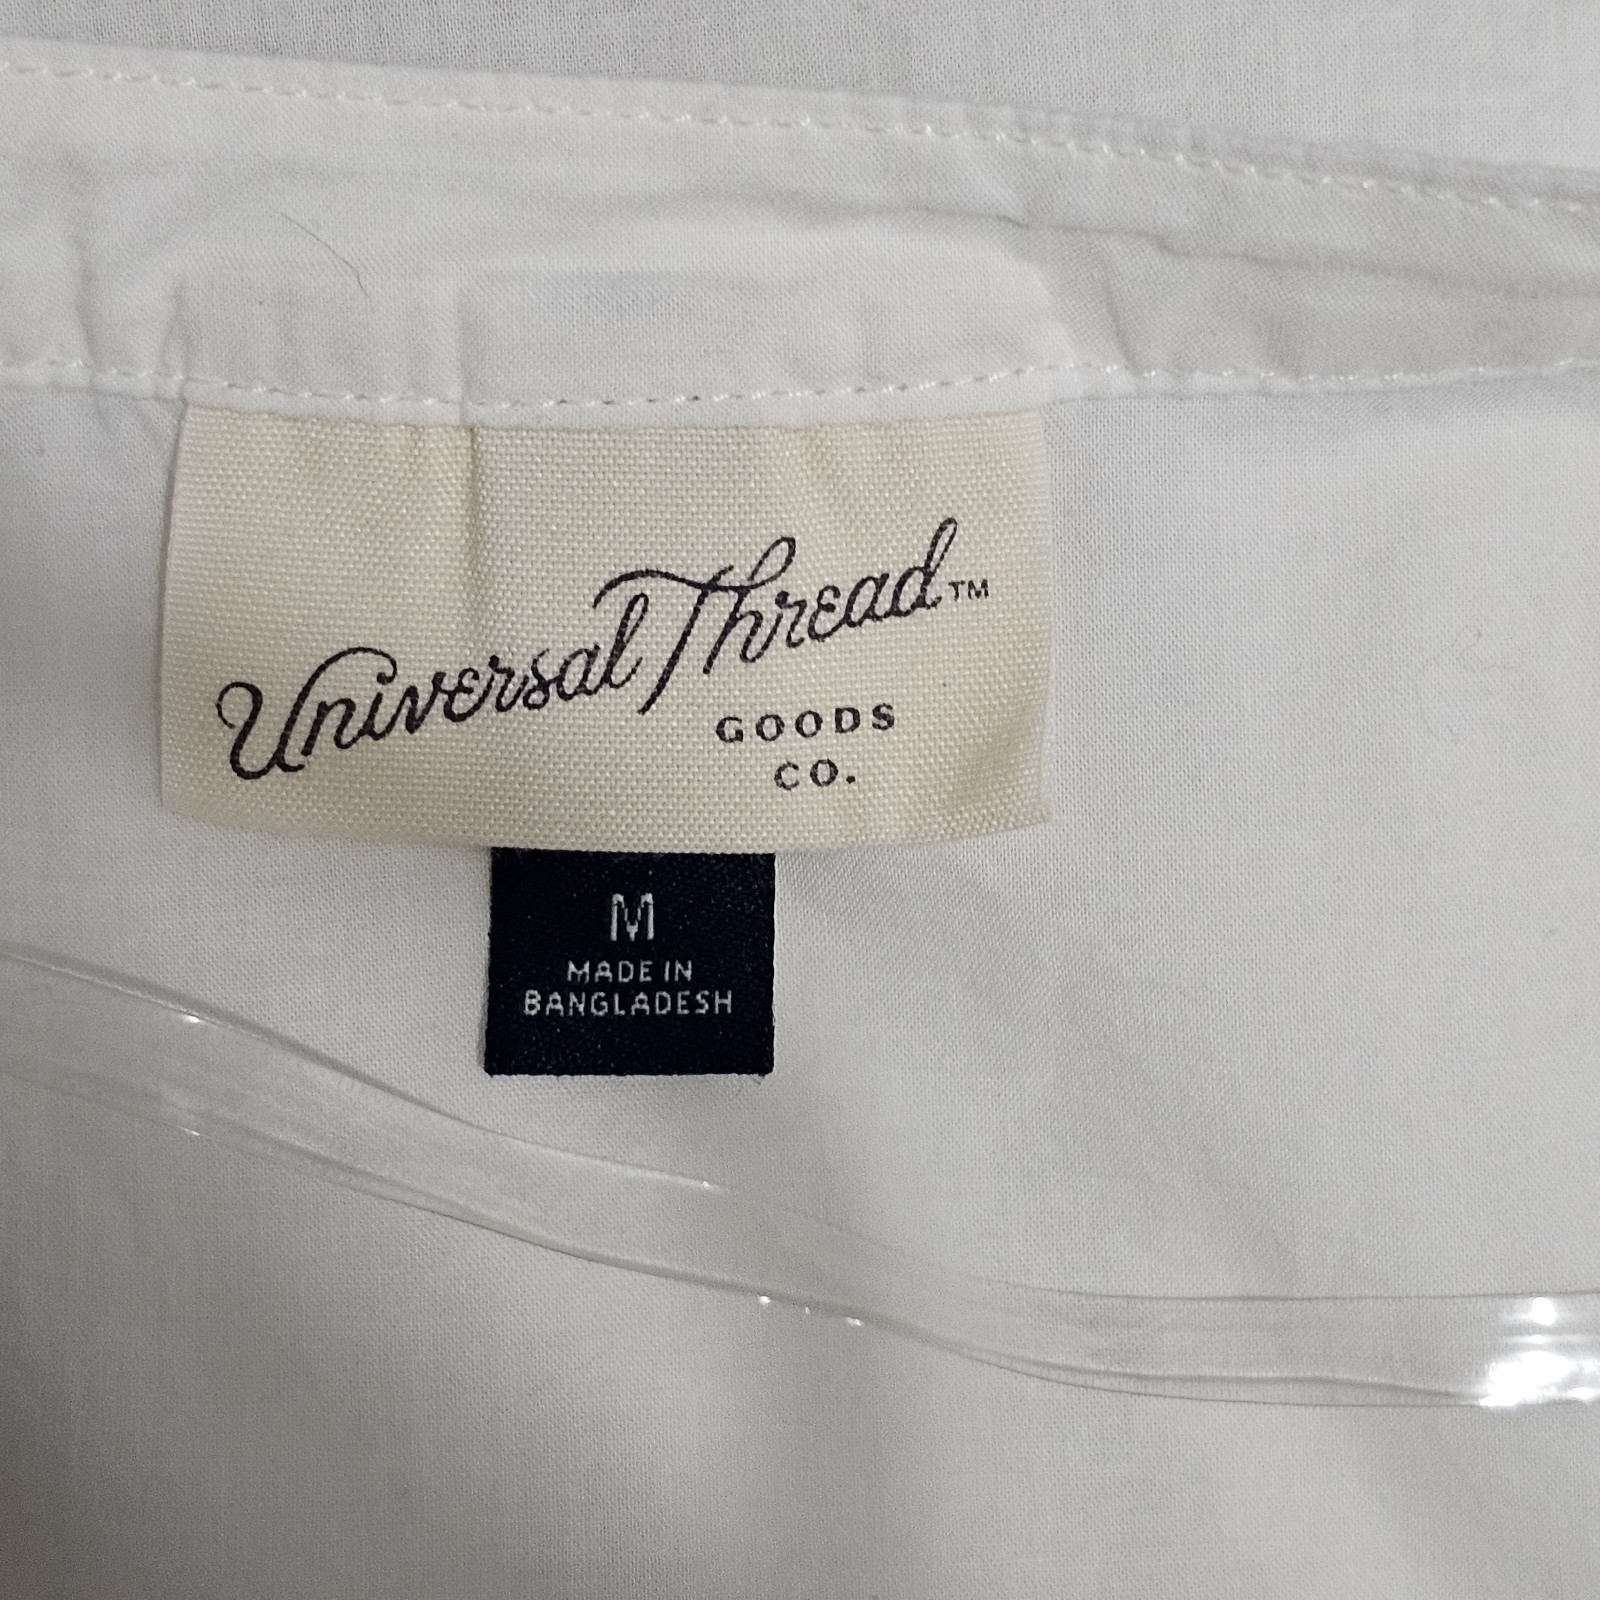 Universal Thread™
GOODS
CO.
M
MADE IN
BANGLADESH